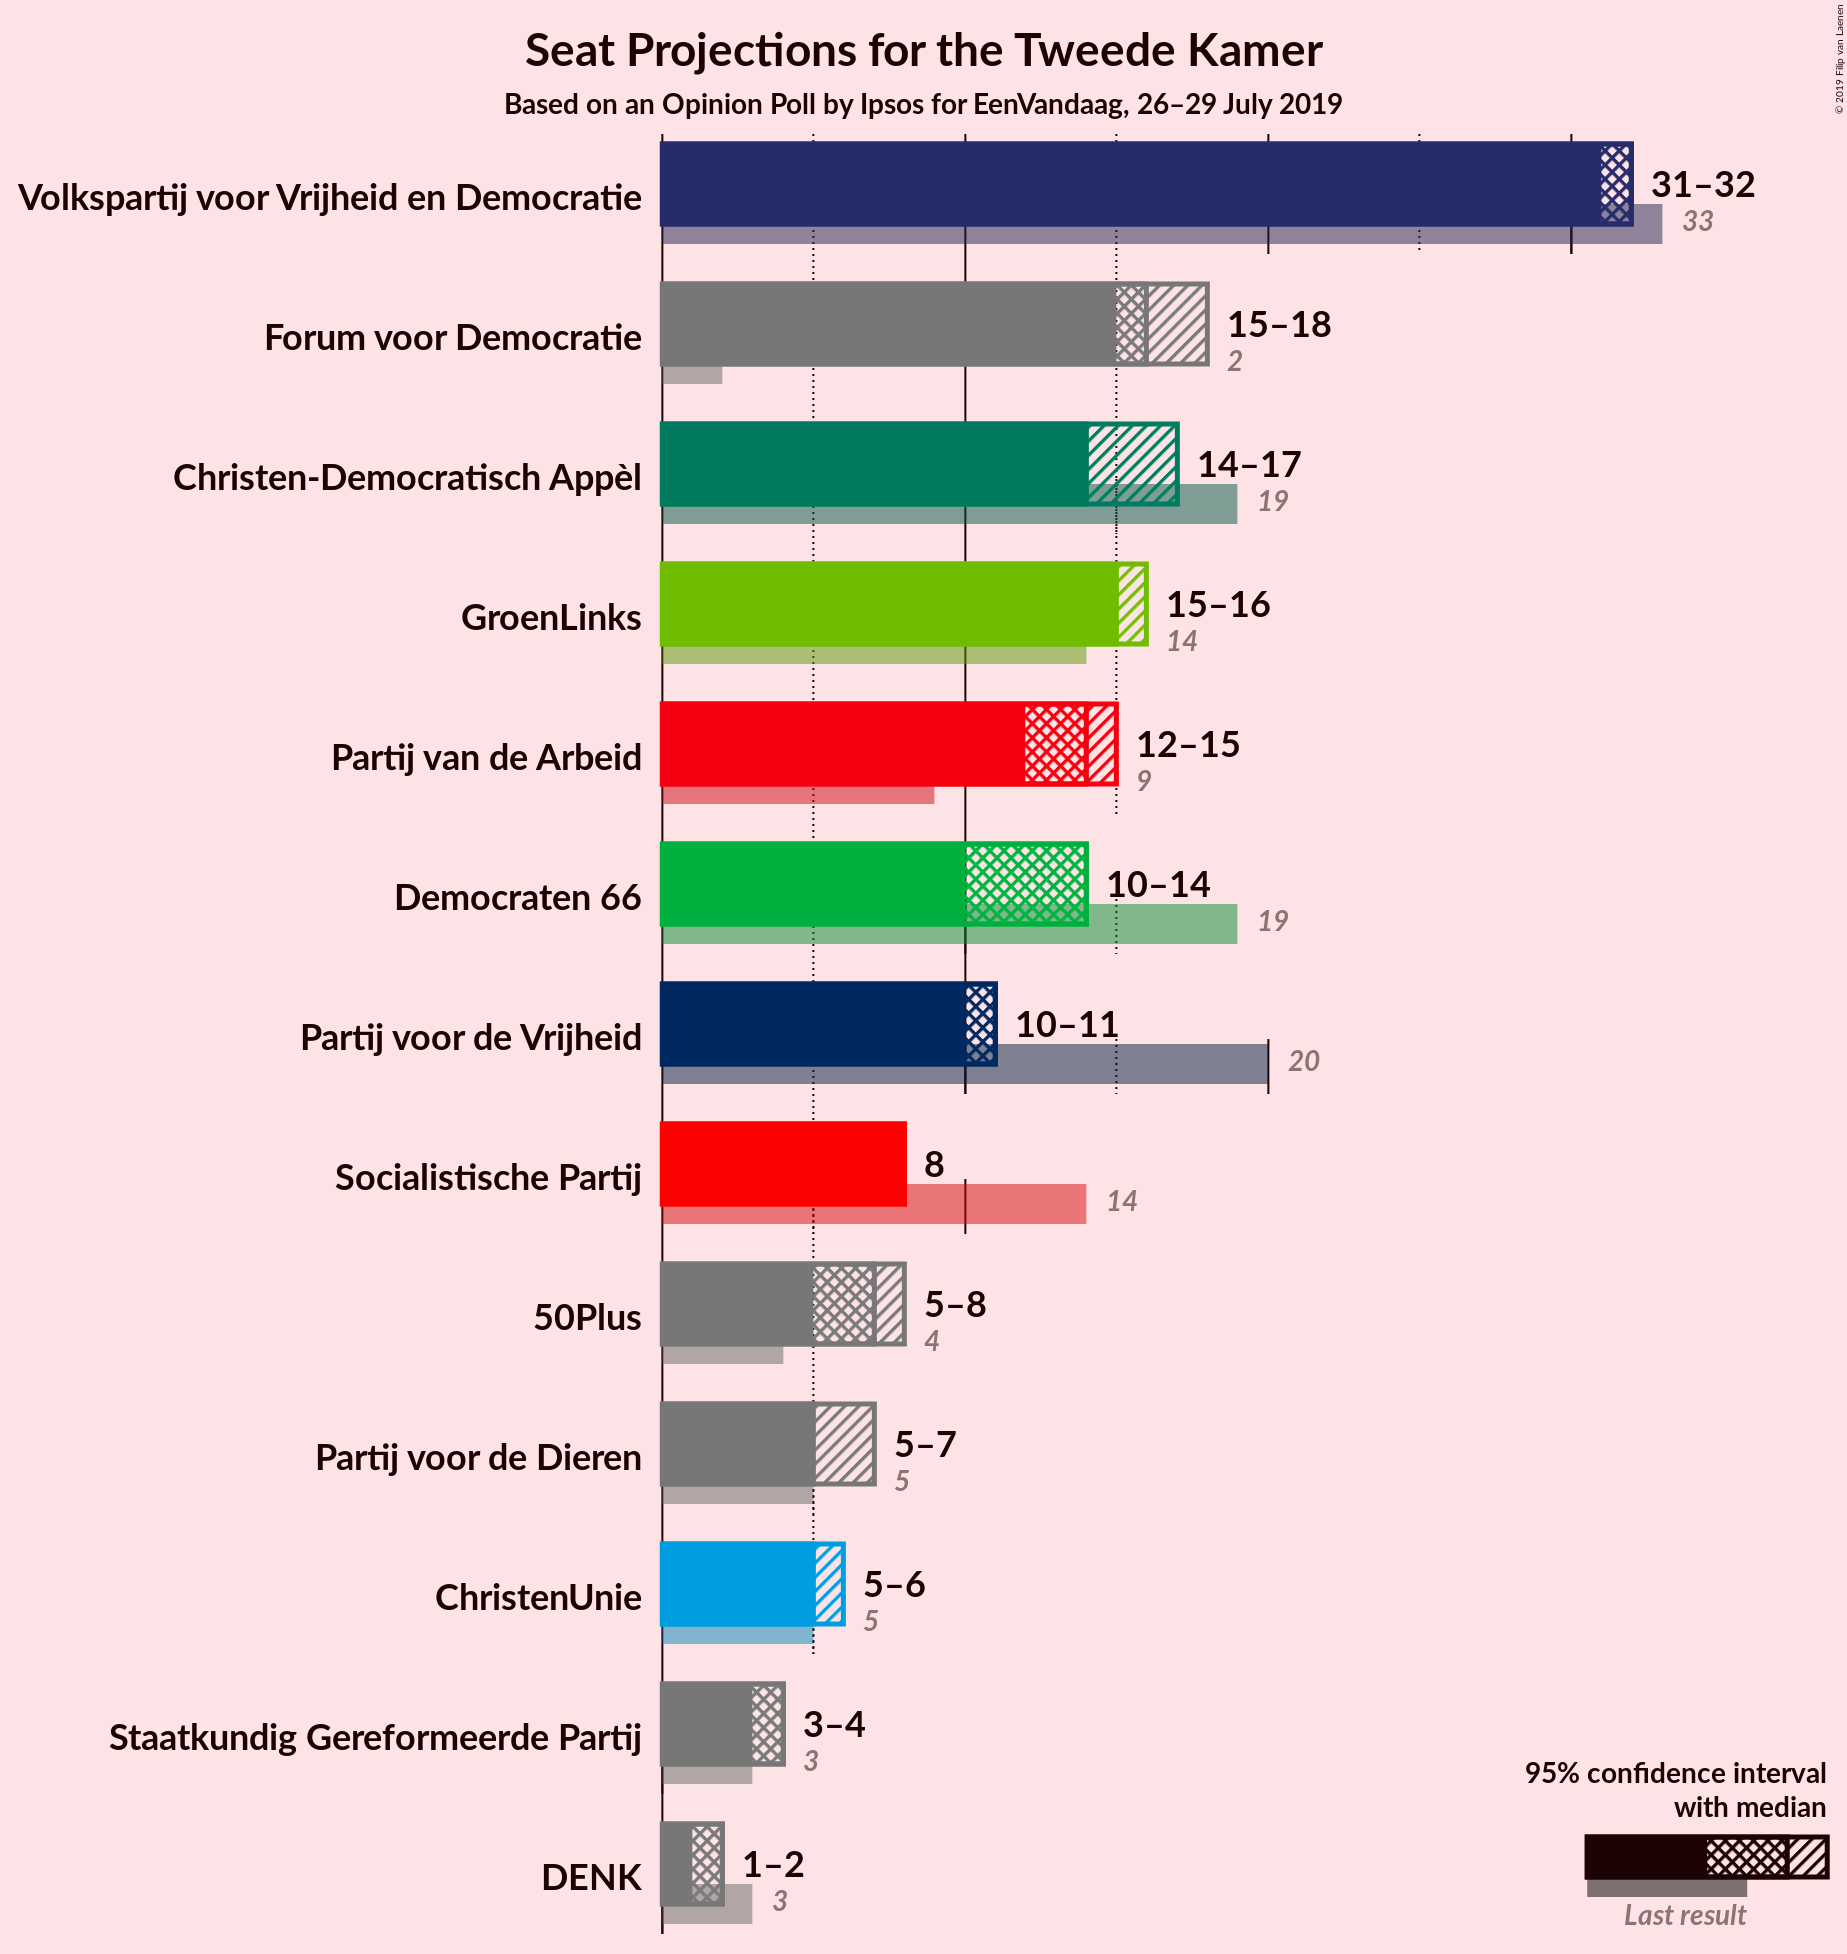 Seat Projections for the Tweede Kamer
Based on an Opinion Poll by Ipsos for EenVandaag, 26–29 July 2019
© 2019 Filip van Laenen
Volkspartij voor Vrijheid en Democratie
31–32
33
Forum voor Democratie
15–18
2
Christen-Democratisch Appèl
14–17
19
GroenLinks
15–16
14
Partij van de Arbeid
12–15
9
Democraten 66
10–14
19
Partij voor de Vrijheid
10–11
20
Socialistische Partij
8
14
50Plus
5–8
4
Partij voor de Dieren
5–7
5
ChristenUnie
5–6
5
Staatkundig Gereformeerde Partij
3–4
3
DENK
1–2
3
95% confidence interval
with median
Last result